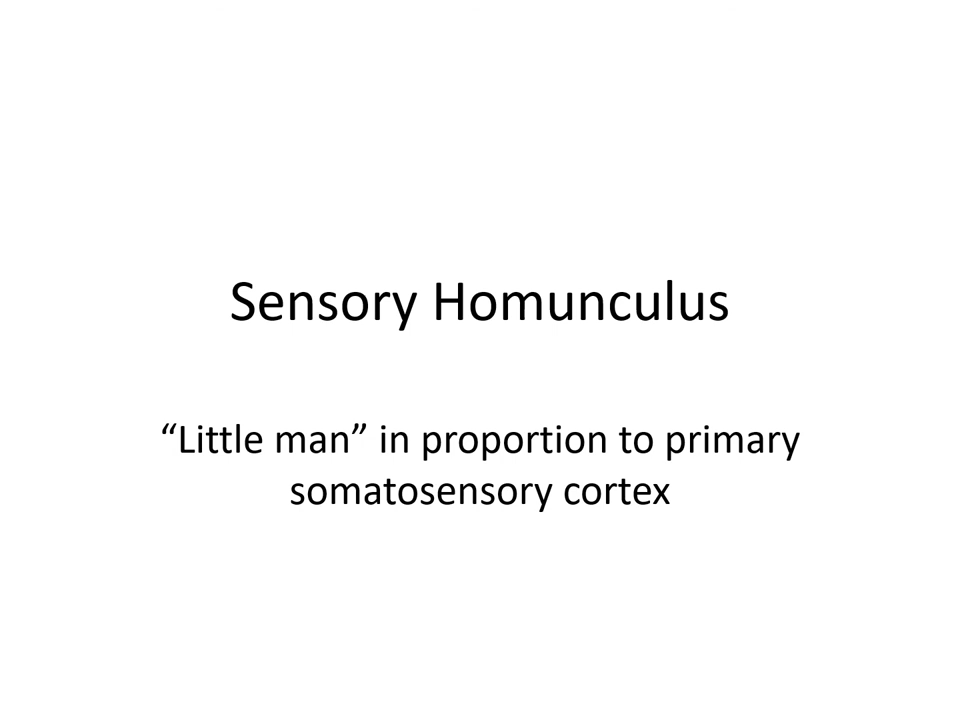 Sensory Homunculus
“Little man” in proportion to primary
somatosensory cortex